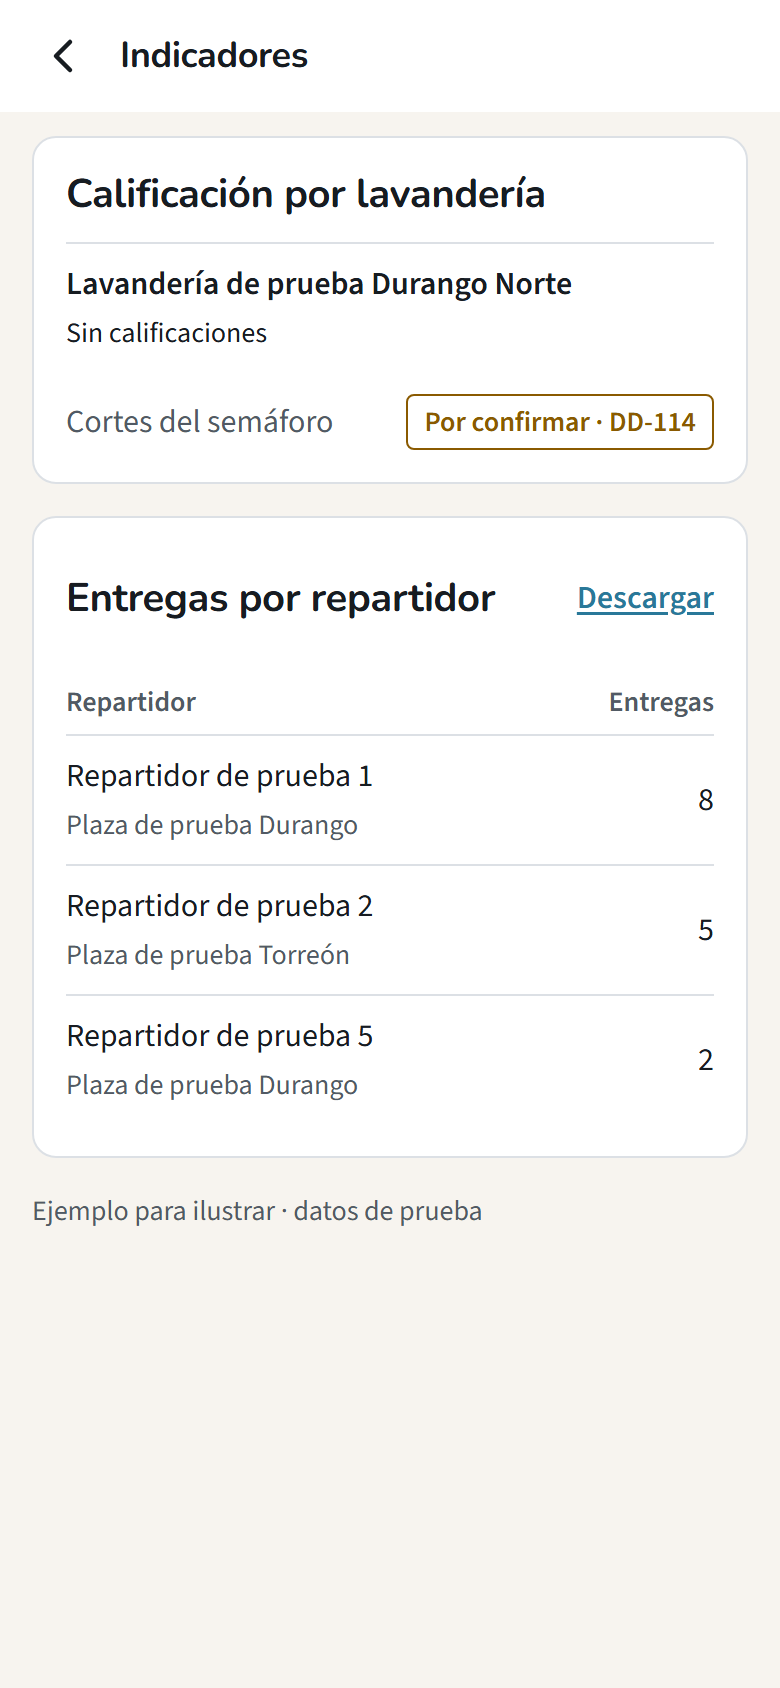 Indicadores
Calificación por lavandería
Lavandería de prueba Durango Norte
Sin calificaciones
Cortes del semáforo
Por confirmar · DD-114
Entregas por repartidor
Descargar
Repartidor
Entregas
Repartidor de prueba 1
Plaza de prueba Durango
8
Repartidor de prueba 2
Plaza de prueba Torreón
5
Repartidor de prueba 5
Plaza de prueba Durango
2
Ejemplo para ilustrar · datos de prueba